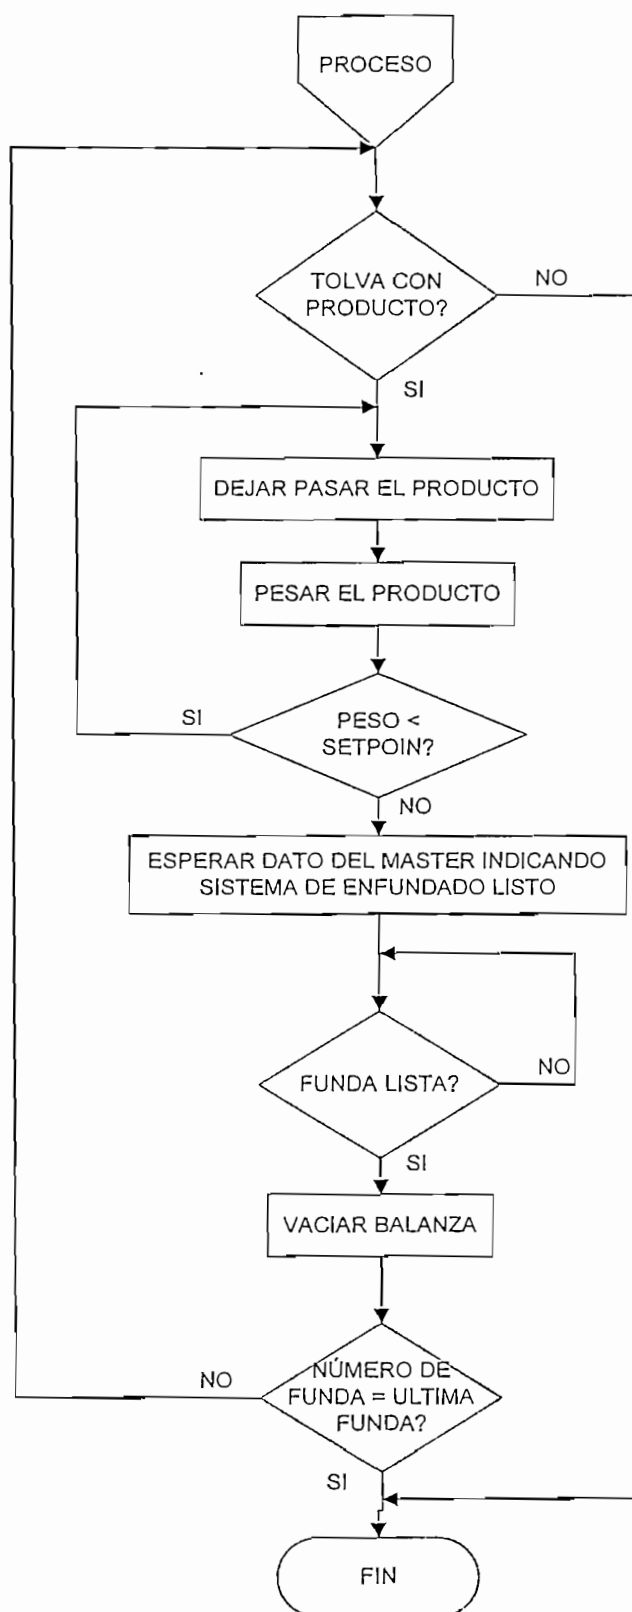 PROCESO
TOLVA CON
PRODUCTO?
NO
SI
DEJAR PASAR EL PRODUCTO
PESAR EL PRODUCTO
SI
PESO <
SETPOIN?
NO
ESPERAR DATO DEL MASTER INDICANDO
SISTEMA DE ENFUNDADO LISTO
FUNDA LISTA?
NO
SI
VACIAR BALANZA
NO
NÚMERO DE
FUNDA = ULTIMA
FUNDA?
SI
FIN